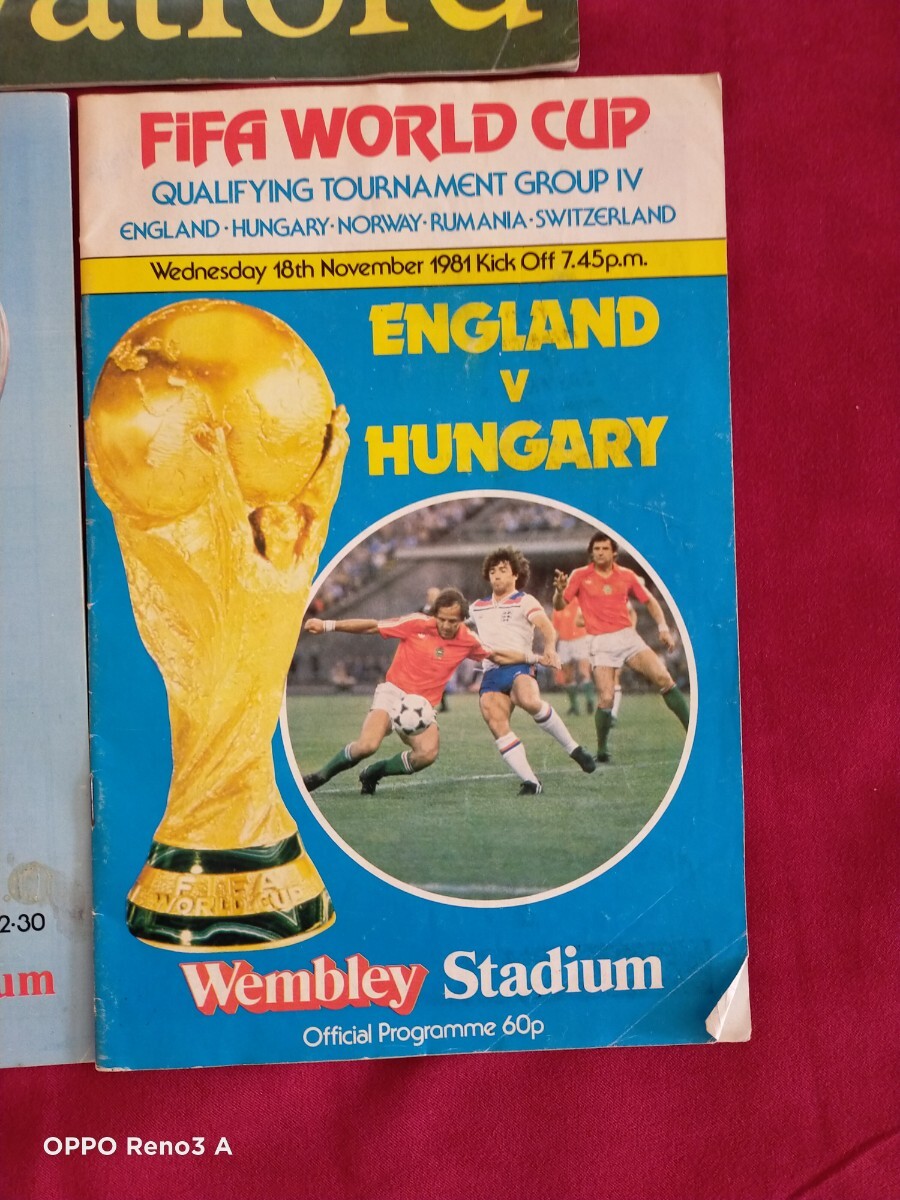 FIFA WORLD CUP
QUALIFYING TOURNAMENT GROUP IV
ENGLAND · HUNGARY · NORWAY · RUMANIA · SWITZERLAND
Wednesday 18th November 1981 Kick Off 7.45p.m.
ENGLAND
V
HUNGARY
FIFA
WORLD CUP
Wembley Stadium
Official Programme 60p
2·30
um
OPPO Reno3 A